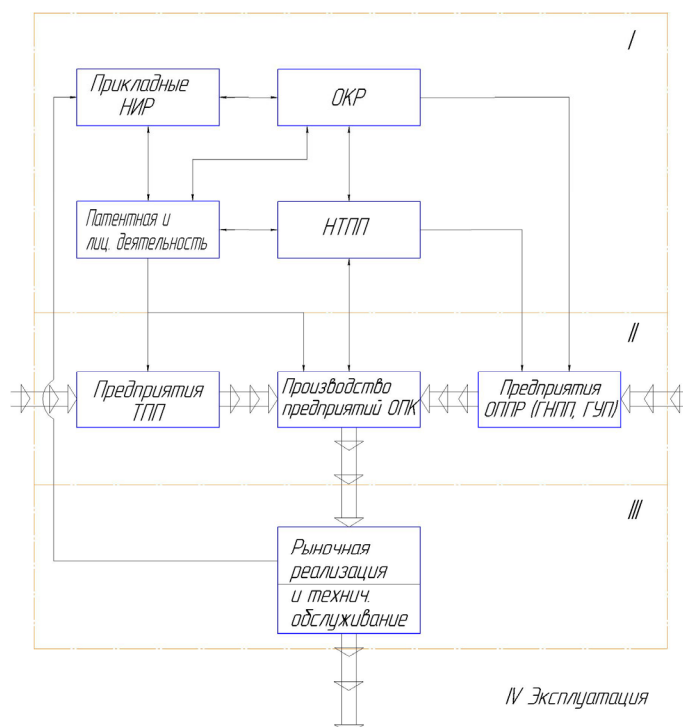 I
Прикладные
НИР
ОКР
Патентная и
лиц. деятельность
НТПП
II
Предприятия
ТПП
Производство
предприятий ОПК
Предприятия
ОППР (ГНПП, ГУП)
III
Рыночная
реализация
и технич.
обслуживание
IV Эксплуатация